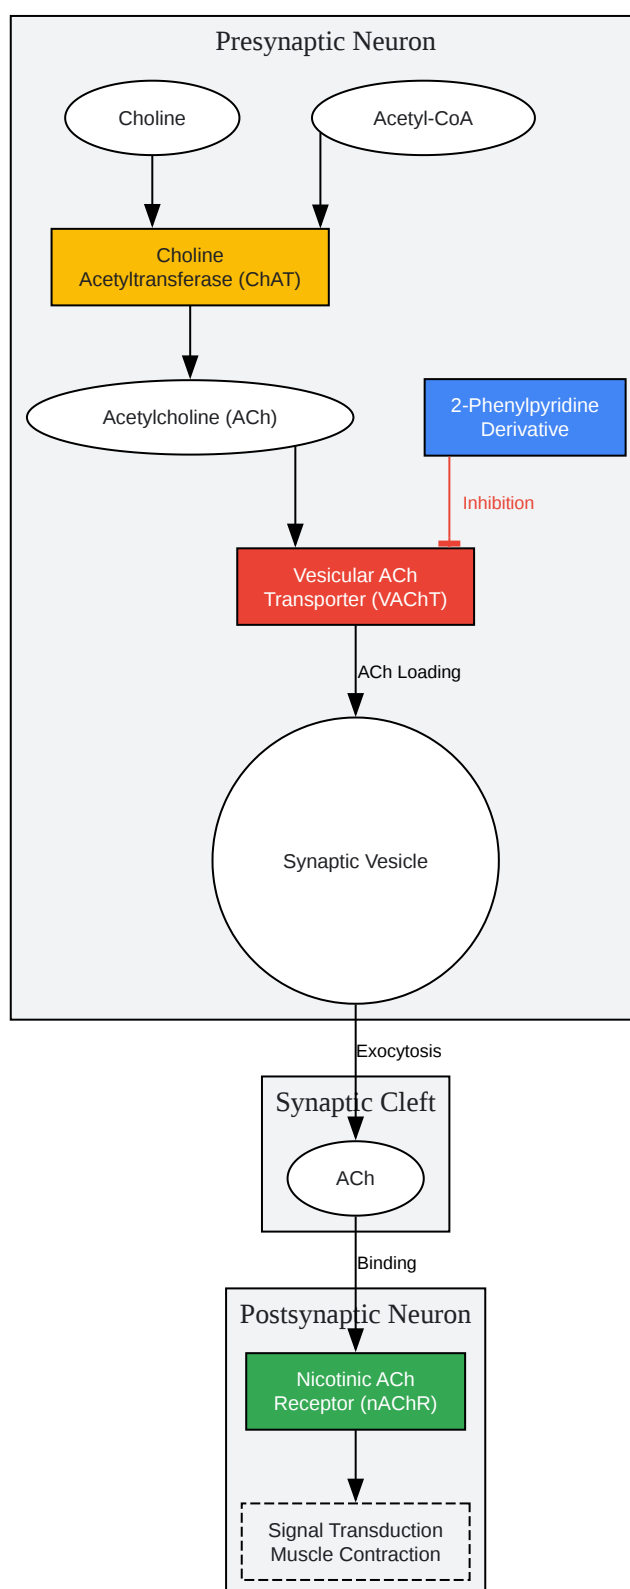 Presynaptic Neuron
Choline
Acetyl-CoA
Choline
Acetyltransferase (ChAT)
Acetylcholine (ACh)
2-Phenylpyridine
Derivative
Inhibition
Vesicular ACh
Transporter (VAChT)
ACh Loading
Synaptic Vesicle
Exocytosis
Synaptic Cleft
ACh
Binding
Postsynaptic Neuron
Nicotinic ACh
Receptor (nAChR)
Signal Transduction
Muscle Contraction